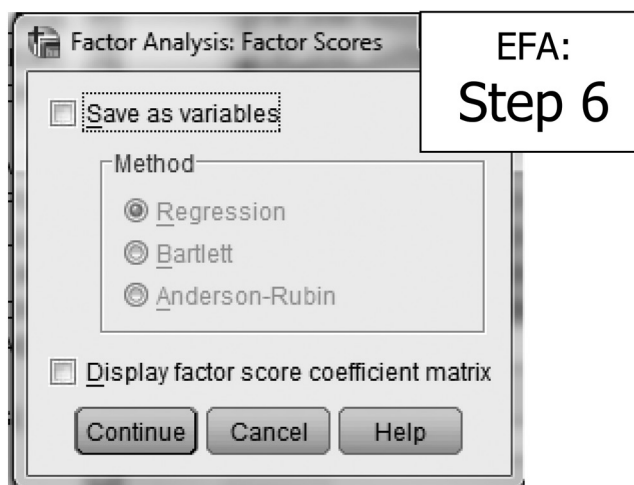 Factor Analysis: Factor Scores
EFA:
Step 6
Save as variables
Method
Regression
Bartlett
Anderson-Rubin
Display factor score coefficient matrix
Continue
Cancel
Help